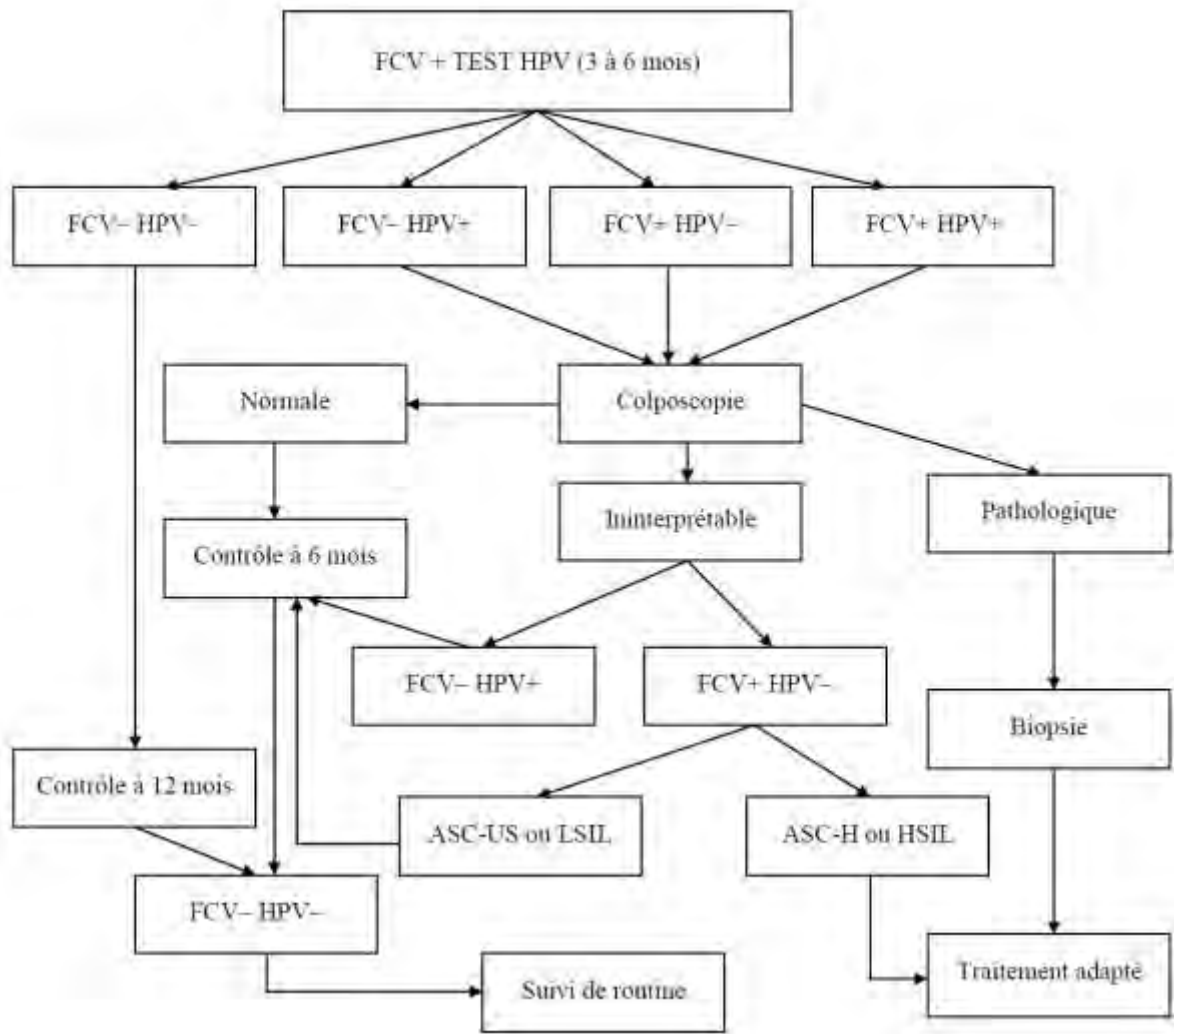 FCV + TEST HPV (3 à 6 mois)
FCV– HPV–
FCV– HPV+
FCV+ HPV–
FCV+ HPV+
Normale
Colposcopie
Ininterprétable
Pathologique
Contrôle à 6 mois
FCV– HPV+
FCV+ HPV–
Biopsie
Contrôle à 12 mois
ASC-US ou LSIL
ASC-H ou HSIL
FCV– HPV–
Suivi de routine
Traitement adapté